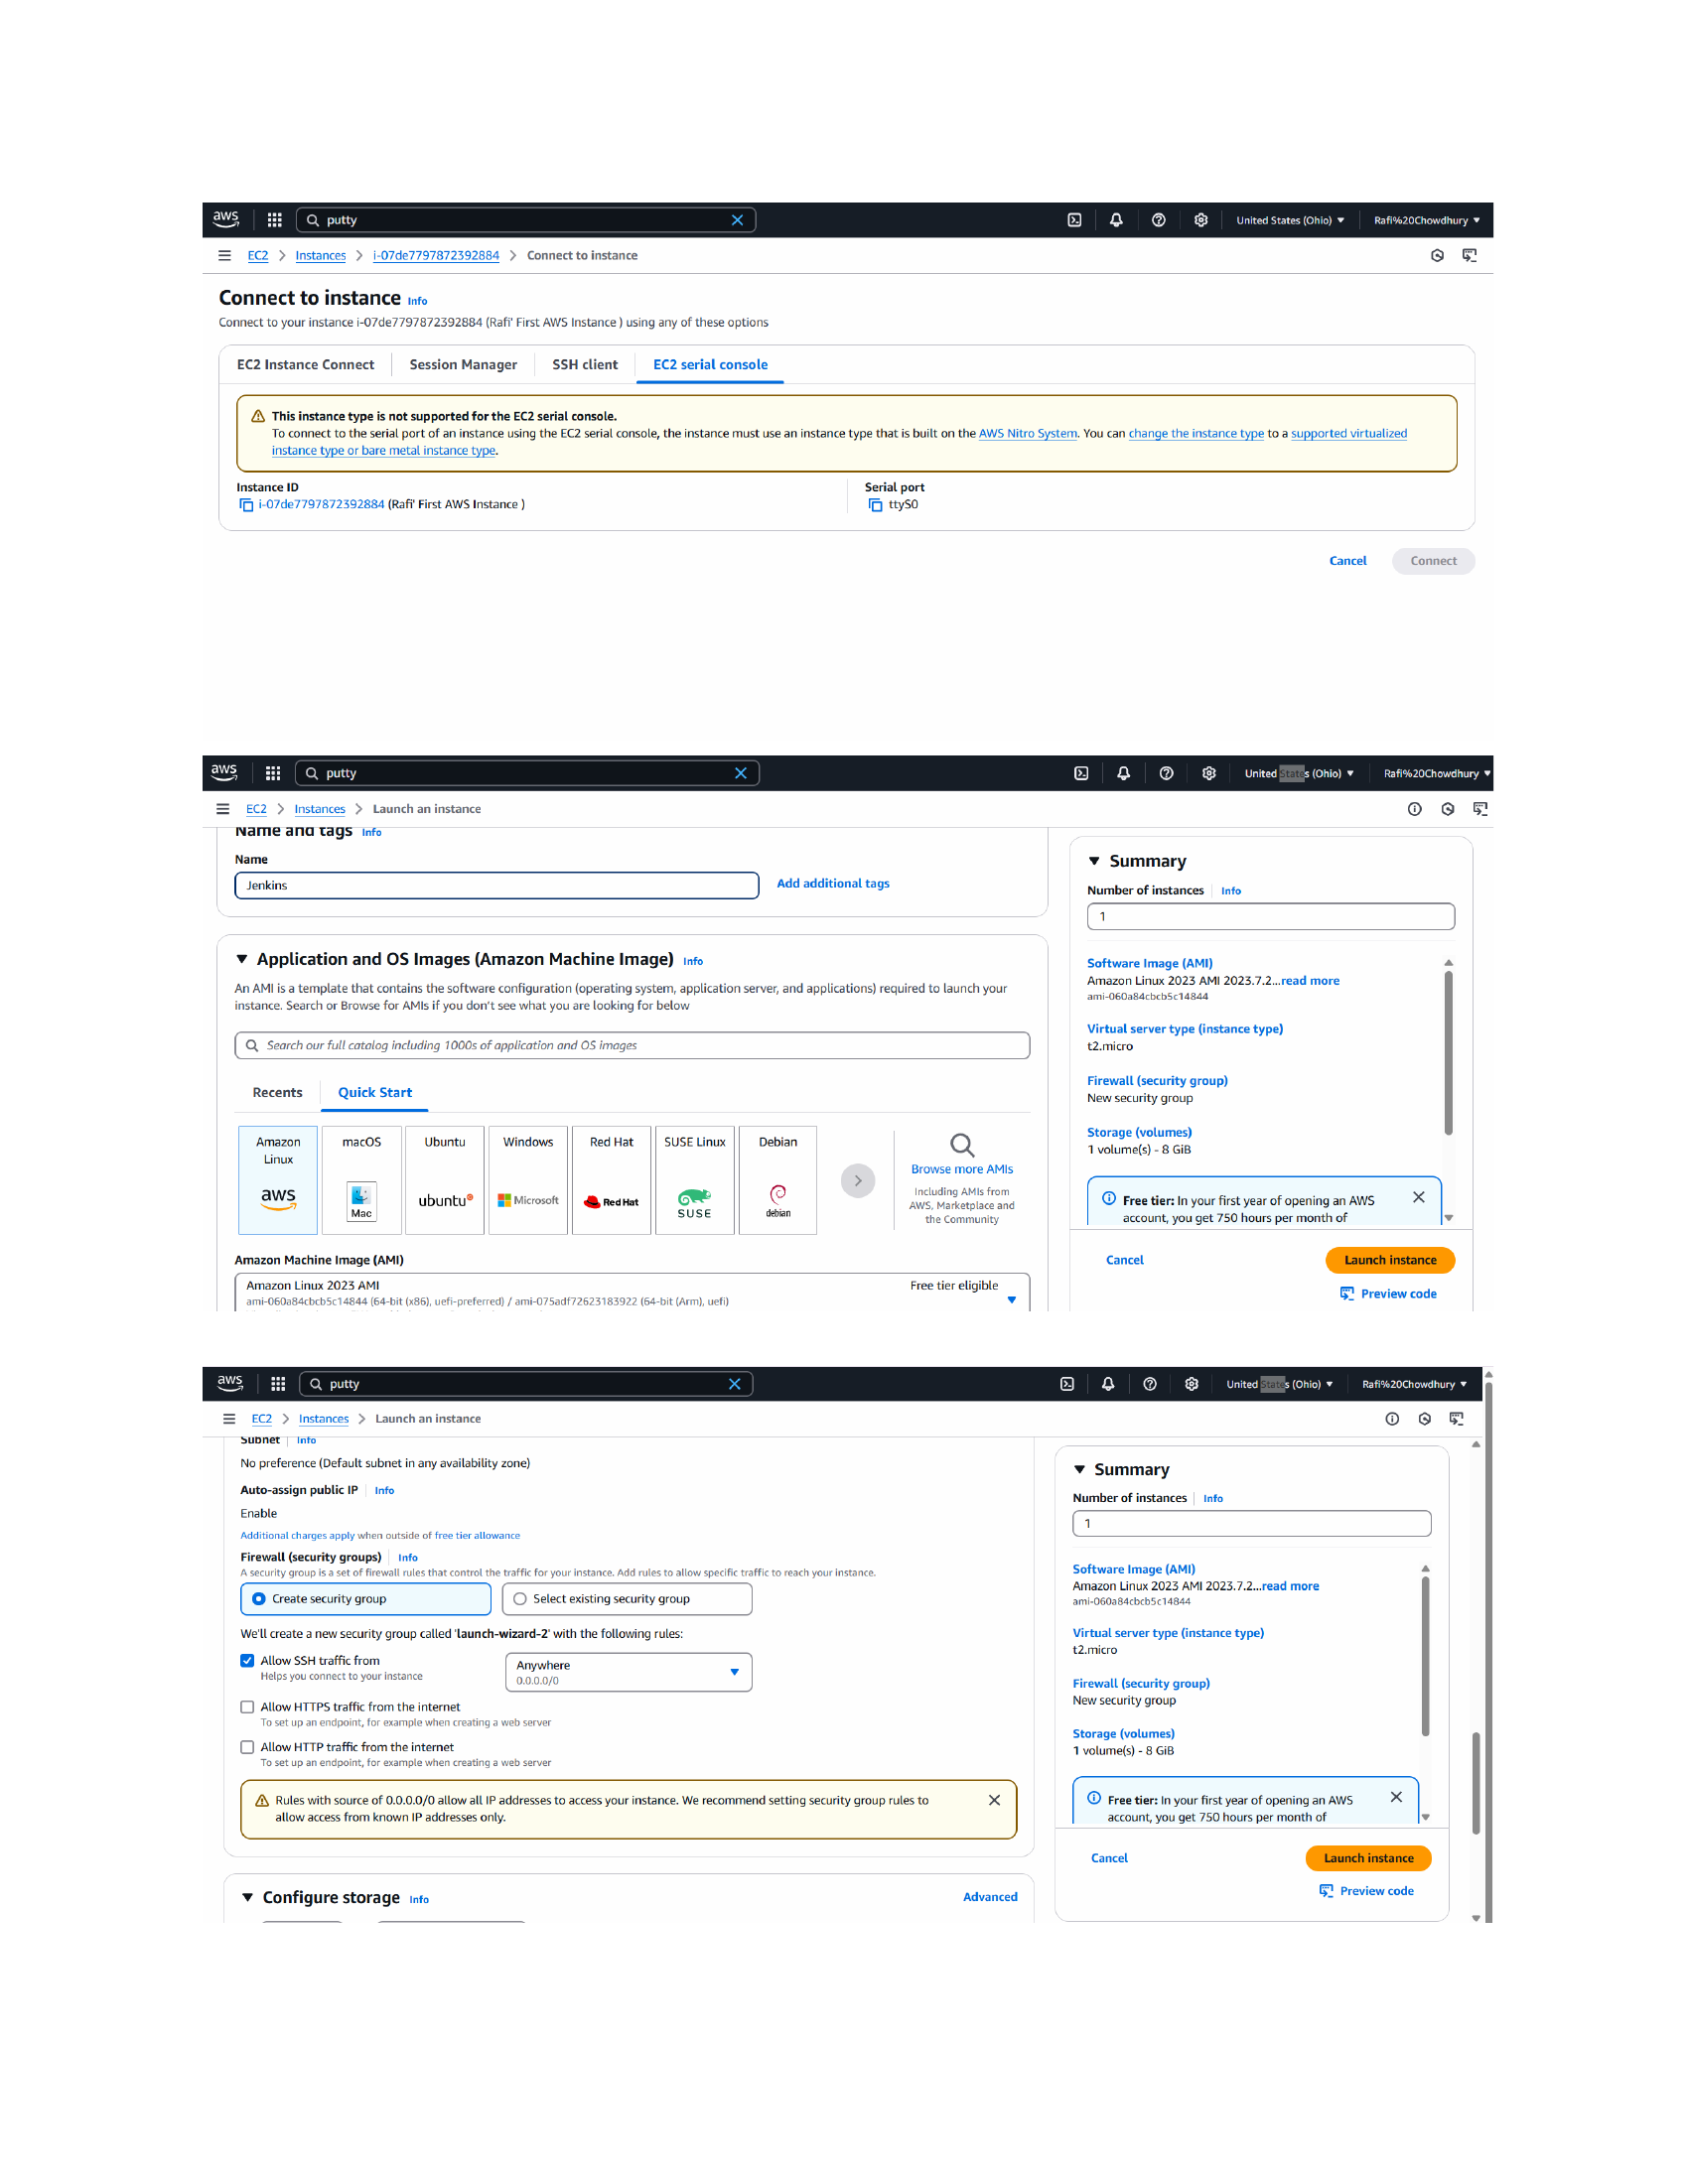 aws
putty
United States (Ohio)
Rafi%20Chowdhury
EC2 > Instances > i-07de7797872392884 > Connect to instance
Connect to instance Info
Connect to your instance i-07de7797872392884 (Rafi' First AWS Instance ) using any of these options
EC2 Instance Connect
Session Manager
SSH client
EC2 serial console
This instance type is not supported for the EC2 serial console.
To connect to the serial port of an instance using the EC2 serial console, the instance must use an instance type that is built on the AWS Nitro System. You can change the instance type to a supported virtualized
instance type or bare metal instance type.
Instance ID
i-07de7797872392884 (Rafi' First AWS Instance )
Serial port
ttyS0
Cancel
Connect
aws
putty
United States (Ohio)
Rafi%20Chowdhury
EC2 > Instances > Launch an instance
Name and tags Info
Name
Jenkins
Add additional tags
Application and OS Images (Amazon Machine Image) Info
An AMI is a template that contains the software configuration (operating system, application server, and applications) required to launch your
instance. Search or Browse for AMIs if you don't see what you are looking for below
Search our full catalog including 1000s of application and OS images
Recents
Quick Start
Amazon
Linux
aws
macOS
Mac
Ubuntu
ubuntu
Windows
Microsoft
Red Hat
Red Hat
SUSE Linux
SUSE
Debian
debian
Browse more AMIs
Including AMIs from
AWS, Marketplace and
the Community
Amazon Machine Image (AMI)
Amazon Linux 2023 AMI
Free tier eligible
ami-060a84cbcb5c14844 (64-bit (x86), uefi-preferred) / ami-075adf72623183922 (64-bit (Arm), uefi)
Summary
Number of instances Info
1
Software Image (AMI)
Amazon Linux 2023 AMI 2023.7.2...read more
ami-060a84cbcb5c14844
Virtual server type (instance type)
t2.micro
Firewall (security group)
New security group
Storage (volumes)
1 volume(s) - 8 GiB
Free tier: In your first year of opening an AWS
account, you get 750 hours per month of
Cancel
Launch instance
Preview code
aws
putty
United States (Ohio)
Rafi%20Chowdhury
EC2 > Instances > Launch an instance
Subnet Info
No preference (Default subnet in any availability zone)
Auto-assign public IP Info
Enable
Additional charges apply when outside of free tier allowance
Firewall (security groups) Info
A security group is a set of firewall rules that control the traffic for your instance. Add rules to allow specific traffic to reach your instance.
Create security group
Select existing security group
We'll create a new security group called 'launch-wizard-2' with the following rules:
Allow SSH traffic from
Helps you connect to your instance
Anywhere
0.0.0.0/0
Allow HTTPS traffic from the internet
To set up an endpoint, for example when creating a web server
Allow HTTP traffic from the internet
To set up an endpoint, for example when creating a web server
Rules with source of 0.0.0.0/0 allow all IP addresses to access your instance. We recommend setting security group rules to
allow access from known IP addresses only.
Configure storage Info
Advanced
Summary
Number of instances Info
1
Software Image (AMI)
Amazon Linux 2023 AMI 2023.7.2...read more
ami-060a84cbcb5c14844
Virtual server type (instance type)
t2.micro
Firewall (security group)
New security group
Storage (volumes)
1 volume(s) - 8 GiB
Free tier: In your first year of opening an AWS
account, you get 750 hours per month of
Cancel
Launch instance
Preview code